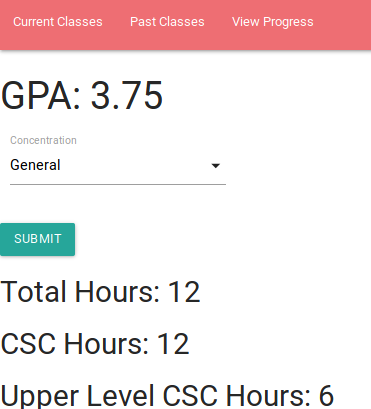 Current Classes Past Classes View Progress
GPA: 3.75
Concentration
General
SUBMIT
Total Hours: 12
CSC Hours: 12
Upper Level CSC Hours: 6